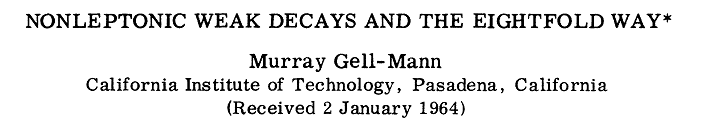 NONLEPTONIC WEAK DECAYS AND THE EIGHTFOLD WAY*
Murray Gell-Mann
California Institute of Technology, Pasadena, California
(Received 2 January 1964)